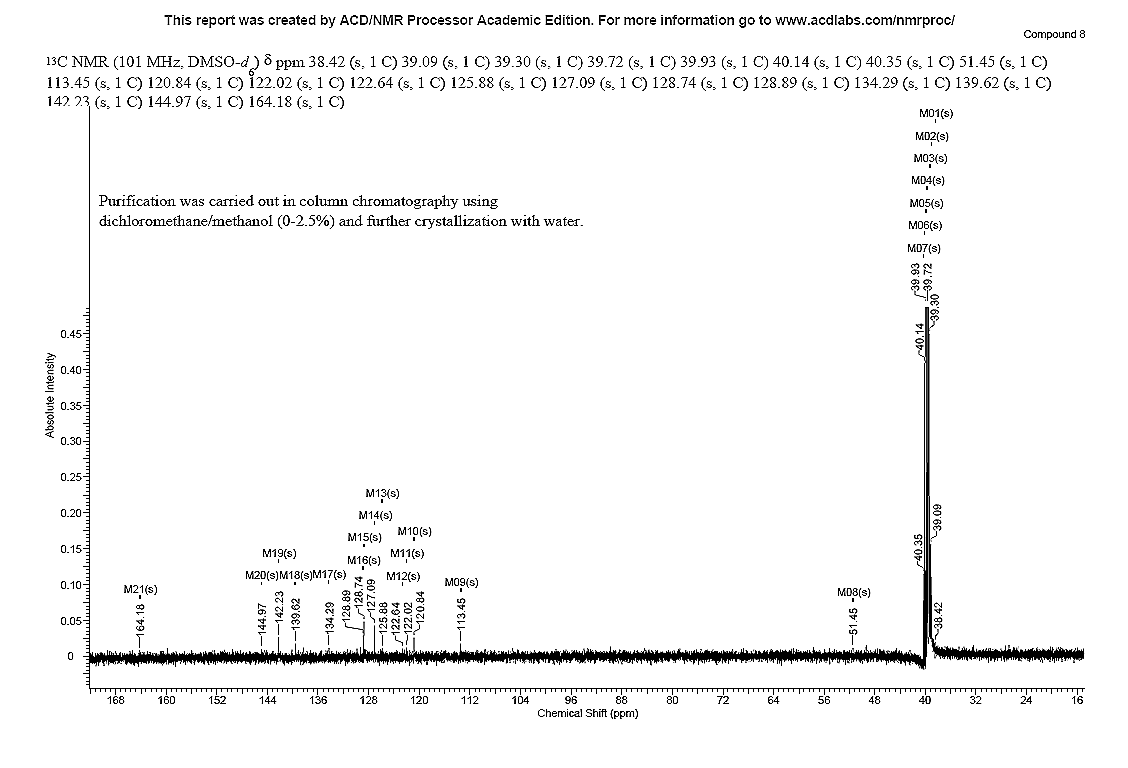 This report was created by ACD/NMR Processor Academic Edition. For more information go to www.acdlabs.com/nmrproc/
Compound 8
13C NMR (101 MHz, DMSO-d6) δ ppm 38.42 (s, 1 C) 39.09 (s, 1 C) 39.30 (s, 1 C) 39.72 (s, 1 C) 39.93 (s, 1 C) 40.14 (s, 1 C) 40.35 (s, 1 C) 51.45 (s, 1 C)
113.45 (s, 1 C) 120.84 (s, 1 C) 122.02 (s, 1 C) 122.64 (s, 1 C) 125.88 (s, 1 C) 127.09 (s, 1 C) 128.74 (s, 1 C) 128.89 (s, 1 C) 134.29 (s, 1 C) 139.62 (s, 1 C)
142.23 (s, 1 C) 144.97 (s, 1 C) 164.18 (s, 1 C)
M01(s)
M02(s)
M03(s)
M04(s)
M05(s)
M06(s)
M07(s)
Purification was carried out in column chromatography using
dichloromethane/methanol (0-2.5%) and further crystallization with water.
39.93
39.72
39.30
40.14
40.35
39.09
38.42
M13(s)
M14(s)
M15(s)
M10(s)
M19(s)
M16(s)
M11(s)
M20(s) M18(s) M17(s)
M12(s)
M21(s)
M09(s)
M08(s)
164.18
144.97
142.23
139.62
134.29
128.89
128.74
127.09
125.88
122.64
122.02
120.84
113.45
51.45
Absolute Intensity
0.45
0.40
0.35
0.30
0.25
0.20
0.15
0.10
0.05
0
168 160 152 144 136 128 120 112 104 96 88 80 72 64 56 48 40 32 24 16
Chemical Shift (ppm)